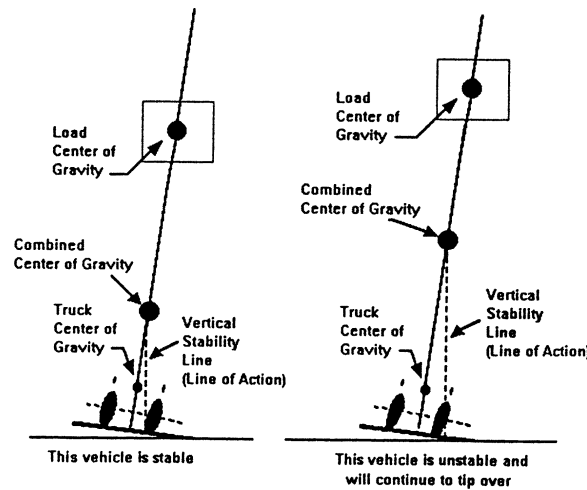 Load
Center of
Gravity
Combined
Center of Gravity
Truck
Center of
Gravity
Vertical
Stability
Line
(Line of Action)
This vehicle is stable
Load
Center of
Gravity
Combined
Center of Gravity
Truck
Center of
Gravity
Vertical
Stability
Line
(Line of Action)
This vehicle is unstable and
will continue to tip over